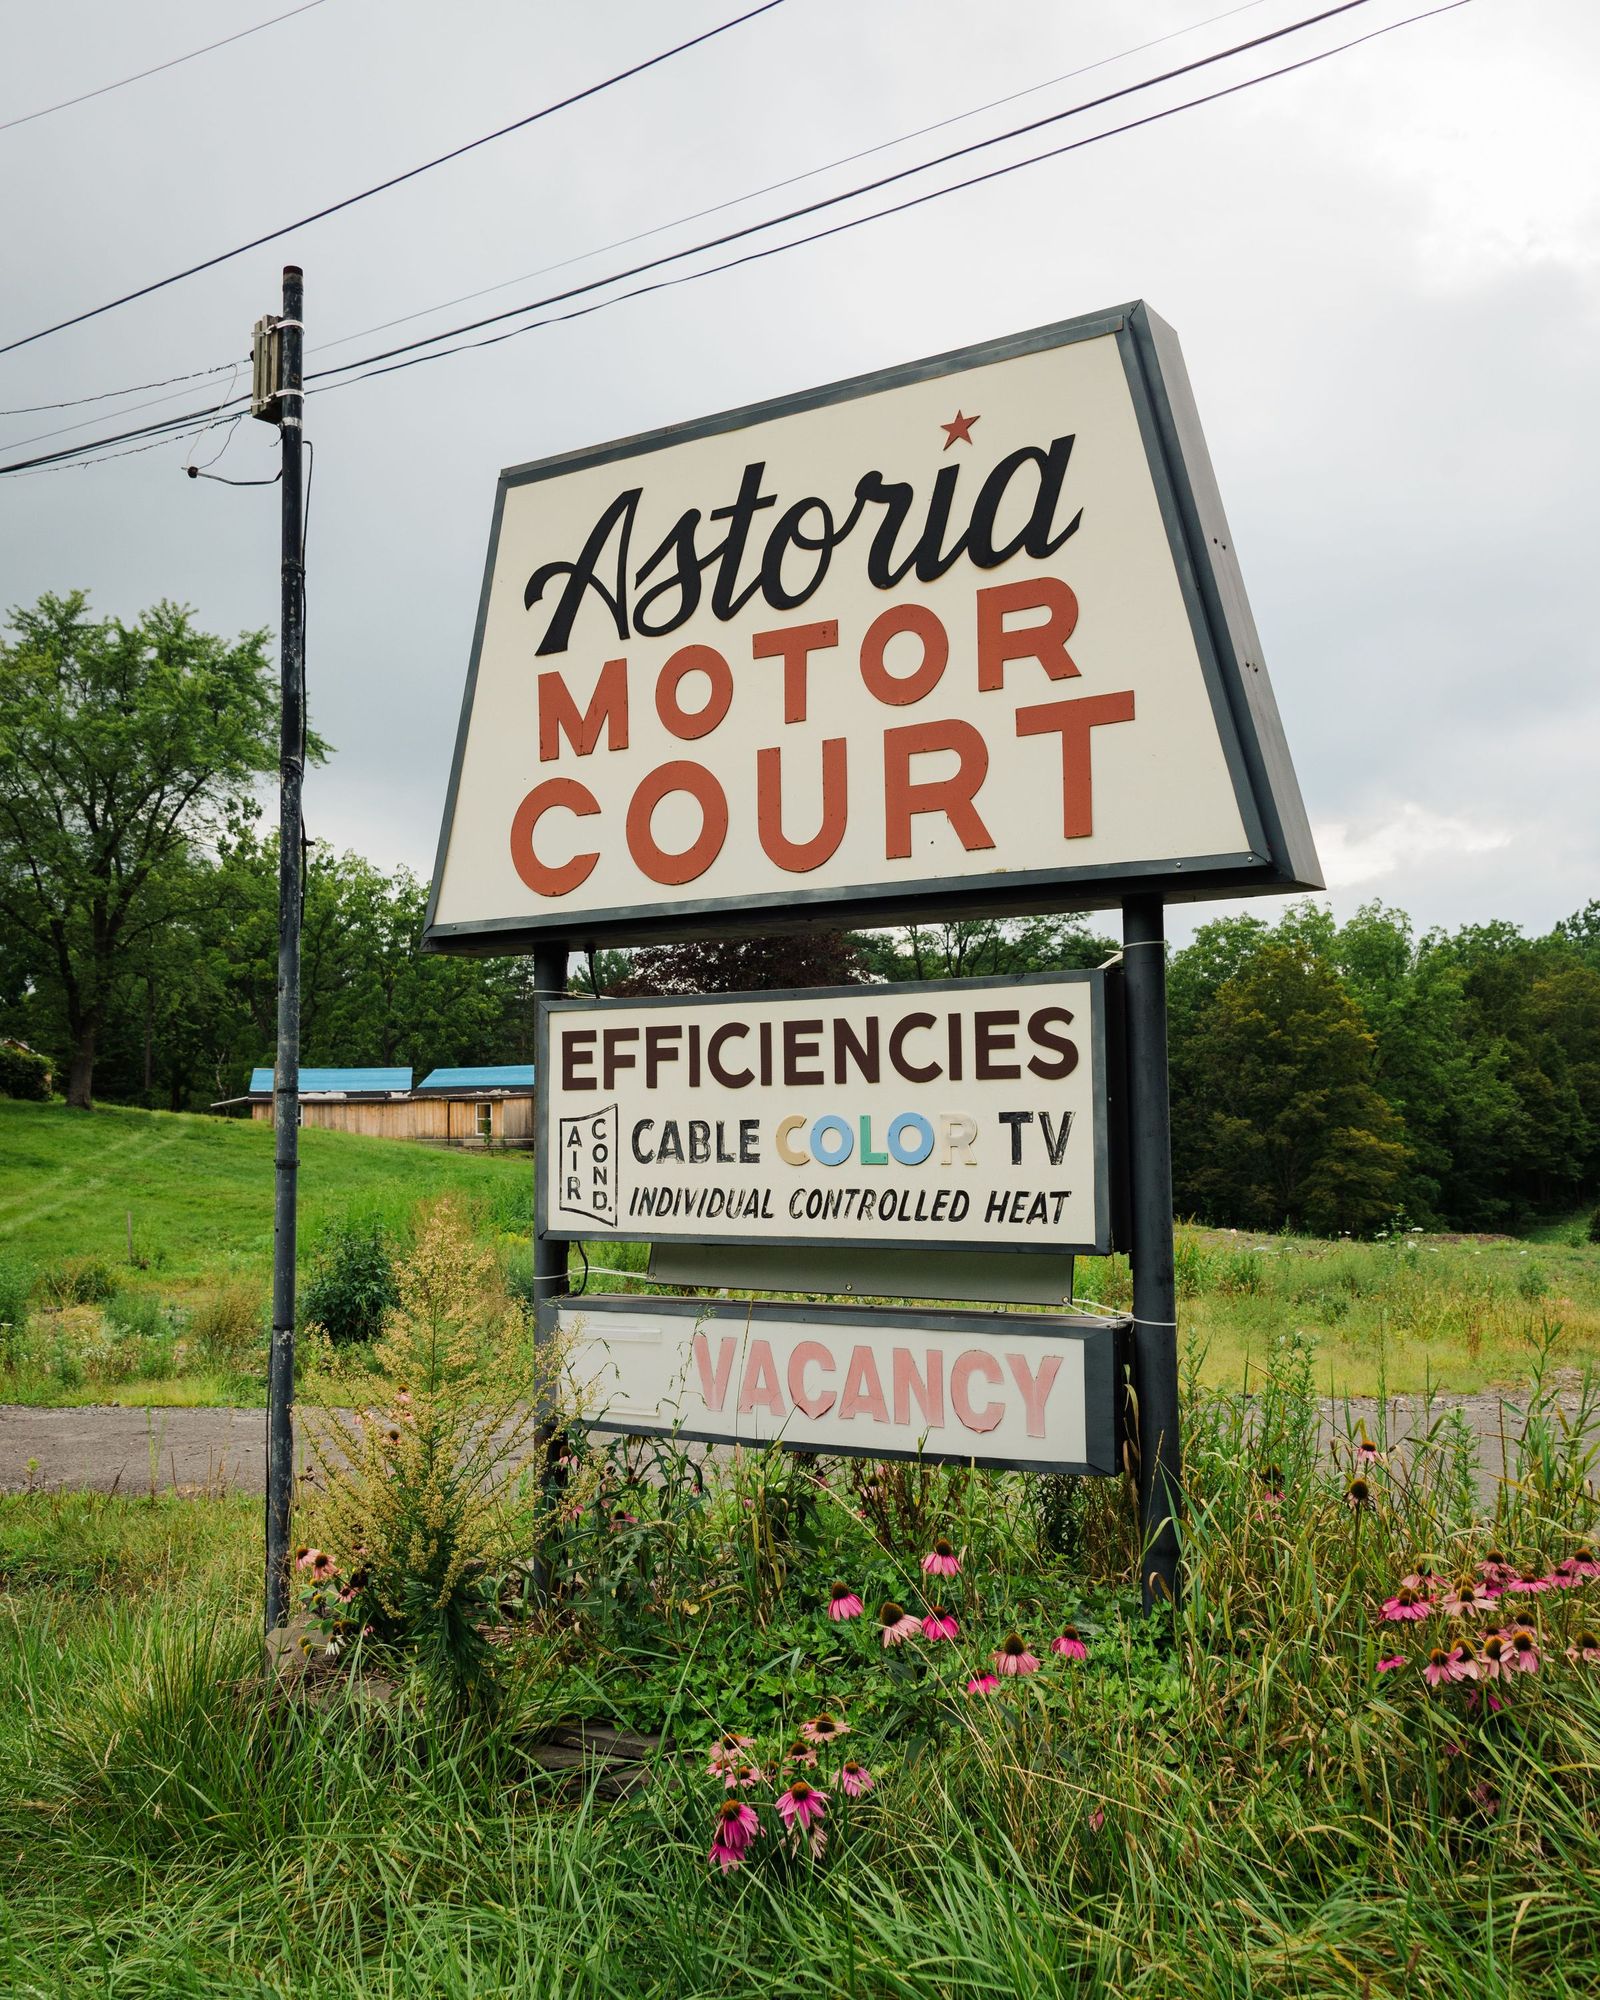 Astoria
MOTOR
COURT
EFFICIENCIES
AIR COND.
CABLE COLOR TV
INDIVIDUAL CONTROLLED HEAT
VACANCY